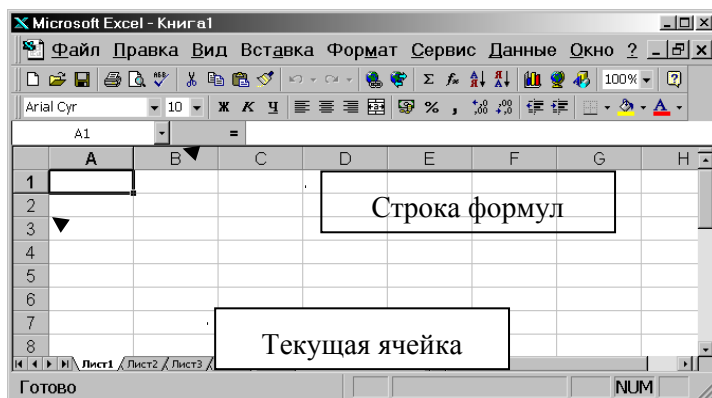 Microsoft Excel - Книга1
Файл Правка Вид Вставка Формат Сервис Данные Окно ?
100%
Arial Cyr 10 Ж К Ч % ,
A1 =
A B C D E F G H
1
2
Строка формул
3
4
5
6
7
Текущая ячейка
8
Лист1 Лист2 Лист3
Готово NUM